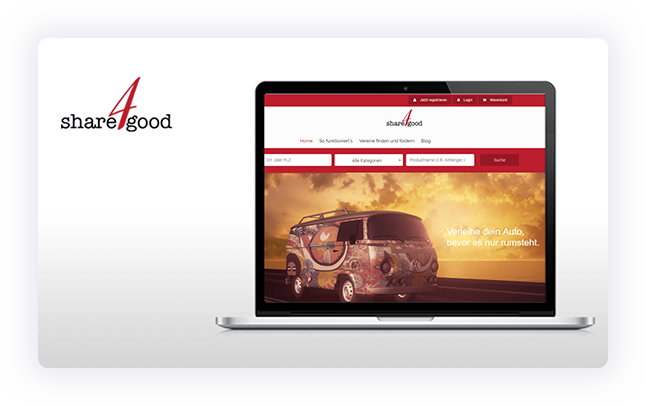 share4good
Jetzt registrieren Login Warenkorb
share4good
Home So funktioniert's Vereine finden und fördern Blog
Ort oder PLZ Alle Kategorien Produktname (z.B. Anhänger, Suche
Verleihe dein Auto,
bevor es nur rumsteht.